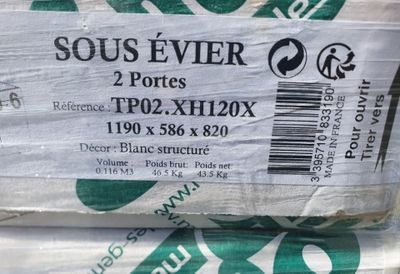 SOUS ÉVIER
2 Portes
Référence : TP02.XH120X
1190 x 586 x 820
Décor : Blanc structuré
Volume : Poids brut: Poids net:
0.116 M3 46.5 Kg 43.5 Kg
3 395710 833190
MADE IN FRANCE
Pour ouvrir
Tirer vers